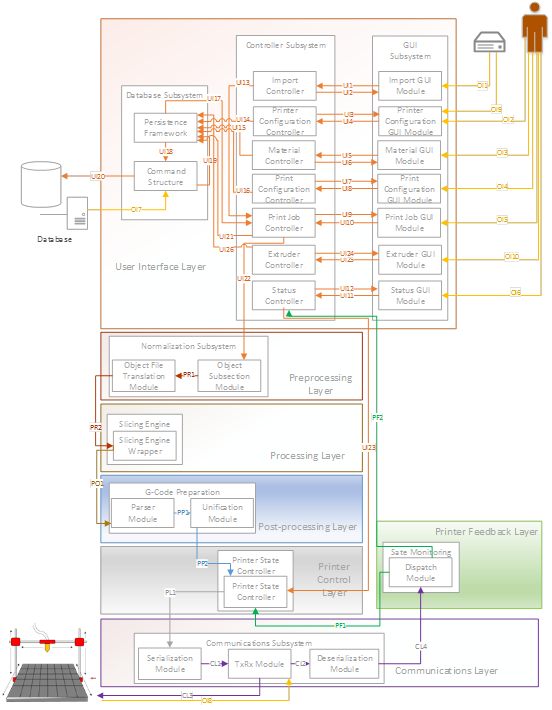 Controller Subsystem
GUI
Subsystem
Import
Controller
UI1
UI2
Import GUI
Module
OI1
UI13
Database Subsystem
UI17
Persistence
Framework
UI14
UI15
Printer
Configuration
Controller
UI3
UI4
Printer
Configuration
GUI Module
OI2
UI18
UI19
Material
Controller
UI5
UI6
Material GUI
Module
OI3
Command
Structure
UI20
UI16
Print
Configuration
Controller
UI7
UI8
Print
Configuration
GUI Module
OI4
OI7
Database
Print Job
Controller
UI9
UI10
Print Job GUI
Module
OI5
UI21
UI26
User Interface Layer
Extruder
Controller
UI24
UI25
Extruder GUI
Module
OI10
UI22
Status
Controller
UI12
UI11
Status GUI
Module
OI6
Normalization Subsystem
Object File
Translation
Module
PR1
Object
Subsection
Module
Preprocessing
Layer
PR2
PF2
Slicing Engine
Slicing Engine
Wrapper
Processing Layer
UI23
PO1
G-Code Preparation
Parser
Module
PP1
Unification
Module
Post-processing Layer
PP2
Printer State
Controller
Printer State
Controller
Printer
Control
Layer
PL1
PF1
Printer Feedback Layer
Sate Monitoring
Dispatch
Module
CL4
Communications Subsystem
Serialization
Module
CL1
TxRx Module
CL2
Deserialization
Module
Communications Layer
CL3